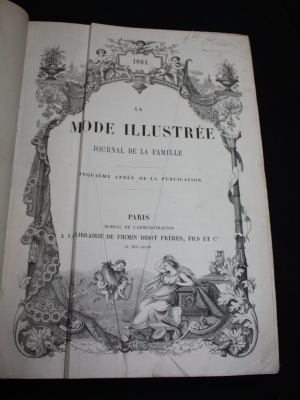 1864
LA
MODE ILLUSTRÉE
JOURNAL DE LA FAMILLE
INQUIÈME ANNÉE DE LA PUBLICATION
PARIS
BUREAU DE L'ADMINISTRATION
A LA LIBRAIRIE DE FIRMIN DIDOT FRÈRES, FILS ET Cie